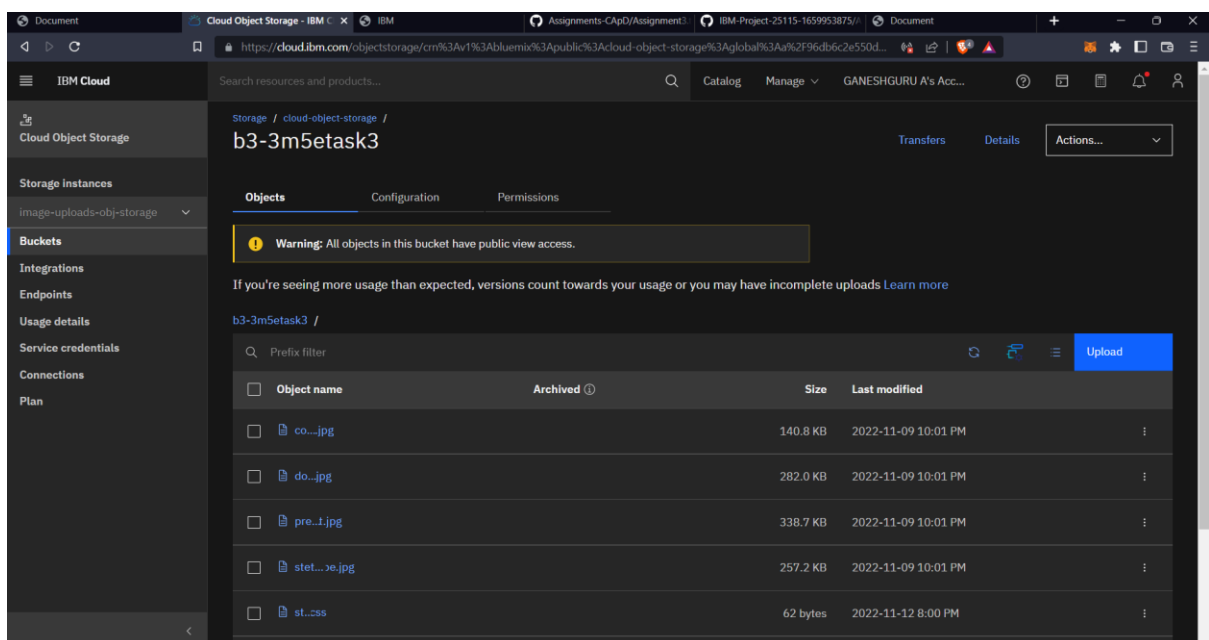 Document
Cloud Object Storage - IBM C
IBM
Assignments-CApD/Assignment3.
IBM-Project-25115-1659953875/A
Document
https://cloud.ibm.com/objectstorage/crn%3Av1%3Abluemix%3Apublic%3Acloud-object-storage%3Aglobal%3Aa%2F96db6c2e550d...
IBM Cloud
Search resources and products...
Catalog
Manage
GANESHGURU A's Acc...
Cloud Object Storage
Storage instances
image-uploads-obj-storage
Buckets
Integrations
Endpoints
Usage details
Service credentials
Connections
Plan
Storage / cloud-object-storage /
b3-3m5etask3
Transfers
Details
Actions...
Objects
Configuration
Permissions
Warning: All objects in this bucket have public view access.
If you're seeing more usage than expected, versions count towards your usage or you may have incomplete uploads Learn more
b3-3m5etask3 /
Prefix filter
Upload
Object name Archived Size Last modified
co...jpg 140.8 KB 2022-11-09 10:01 PM
do...jpg 282.0 KB 2022-11-09 10:01 PM
pre...t.jpg 338.7 KB 2022-11-09 10:01 PM
stet...pe.jpg 257.2 KB 2022-11-09 10:01 PM
st...css 62 bytes 2022-11-12 8:00 PM